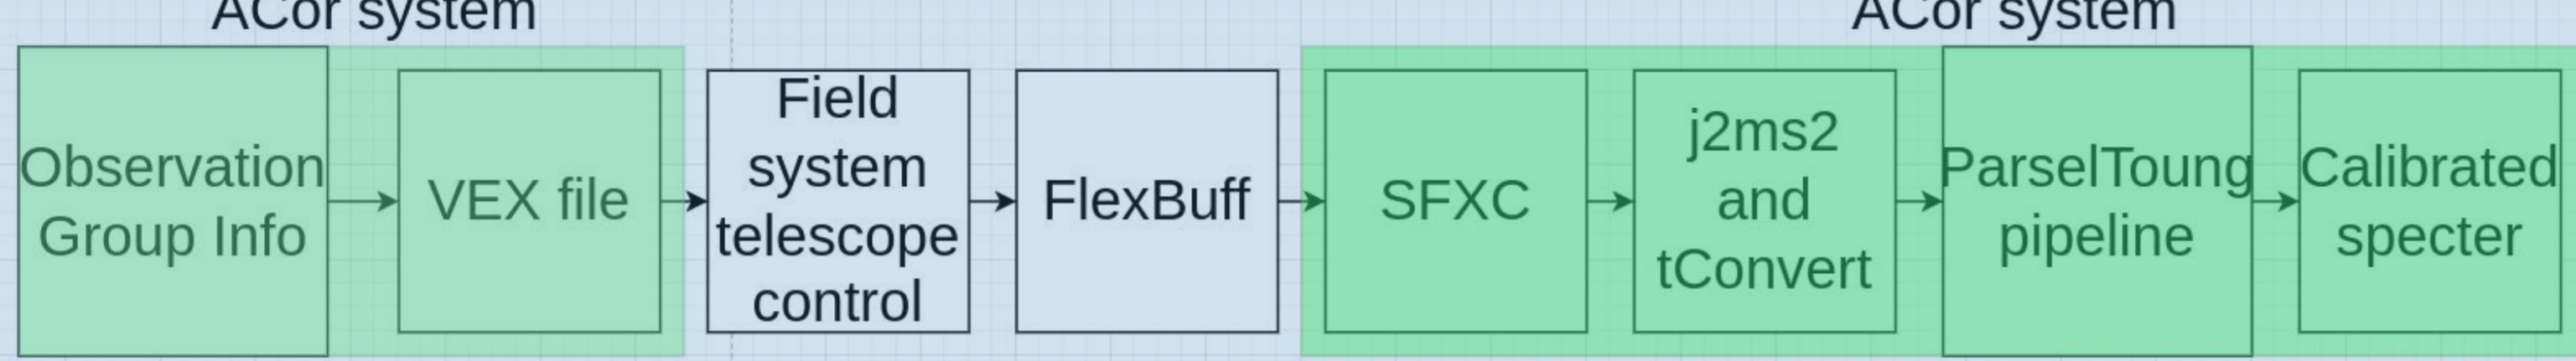 ACor system
ACor system
Observation
Group Info
VEX file
Field
system
telescope
control
FlexBuff
SFXC
j2ms2
and
tConvert
ParselToung
pipeline
Calibrated
specter